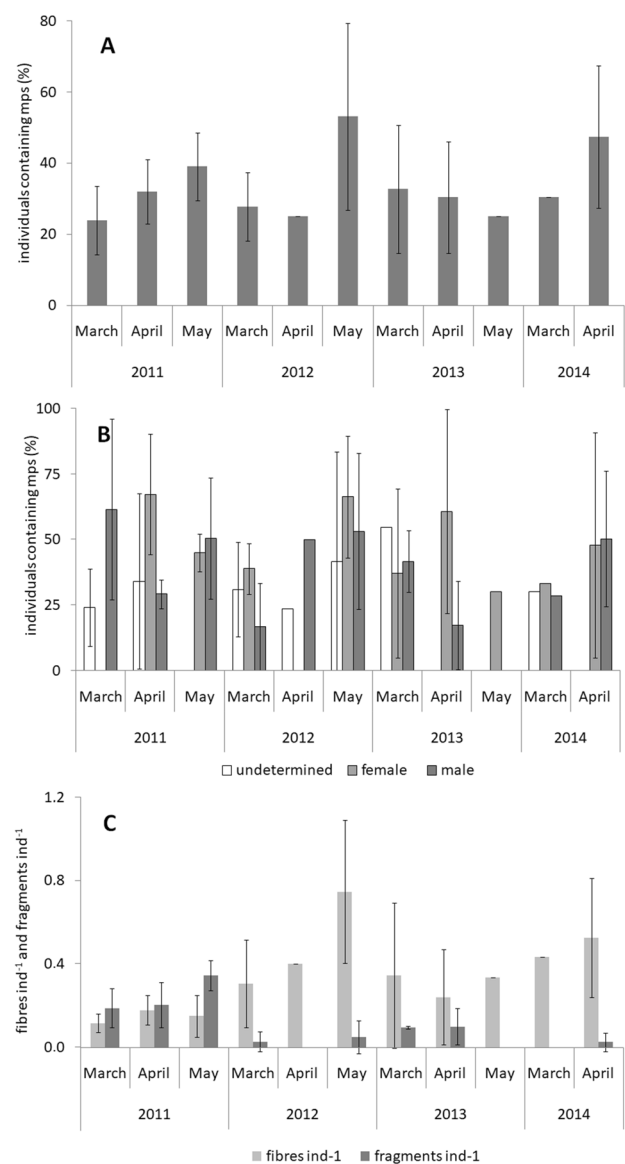 A
individuals containing mps (%)
80
60
40
20
0
March April May March April May March April May March April
2011 2012 2013 2014
B
individuals containing mps (%)
100
75
50
25
0
March April May March April May March April May March April
2011 2012 2013 2014
undetermined female male
C
fibres ind⁻¹ and fragments ind⁻¹
1.2
0.8
0.4
0.0
March April May March April May March April May March April
2011 2012 2013 2014
fibres ind-1 fragments ind-1